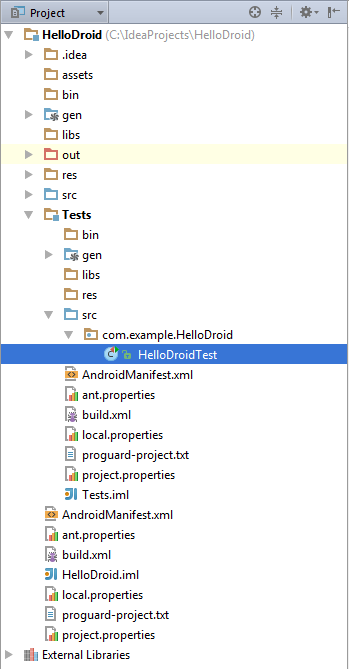 Project
HelloDroid (C:\IdeaProjects\HelloDroid)
.idea
assets
bin
gen
libs
out
res
src
Tests
bin
gen
libs
res
src
com.example.HelloDroid
HelloDroidTest
AndroidManifest.xml
ant.properties
build.xml
local.properties
proguard-project.txt
project.properties
Tests.iml
AndroidManifest.xml
ant.properties
build.xml
HelloDroid.iml
local.properties
proguard-project.txt
project.properties
External Libraries